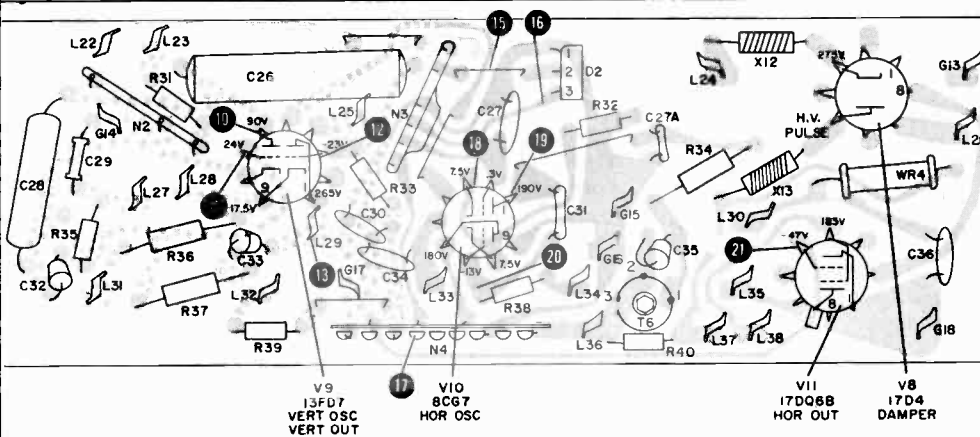 15 16
L22 L23 X12
C26 1 D2 275V 1 G13
R31 2 L24 8
N3 3
L25 C27 R32 C27A
10 90V 12 H.V.
G14 N2 18 19 R34 PULSE
24V -23V 7.5V .3V
C29 R33 190V X13 WR4
C28 L27 L28 9 265V C31 G15
-17.5V C30 9 L30 185V
R35 L29 -47V
R36 C33 180V 20 G16 C35 21 C36
C34 -13V 7.5V 2
13 G17
C32 L31 L32 L33 L34 3 1 L35
R37 R38 T6 8
G18
L36 L37 L38
R39 N4 R40
17
V9 V10 V11 V8
13FD7 8CG7 17DQ6B 17D4
VERT OSC HOR OSC HOR OUT DAMPER
VERT OUT